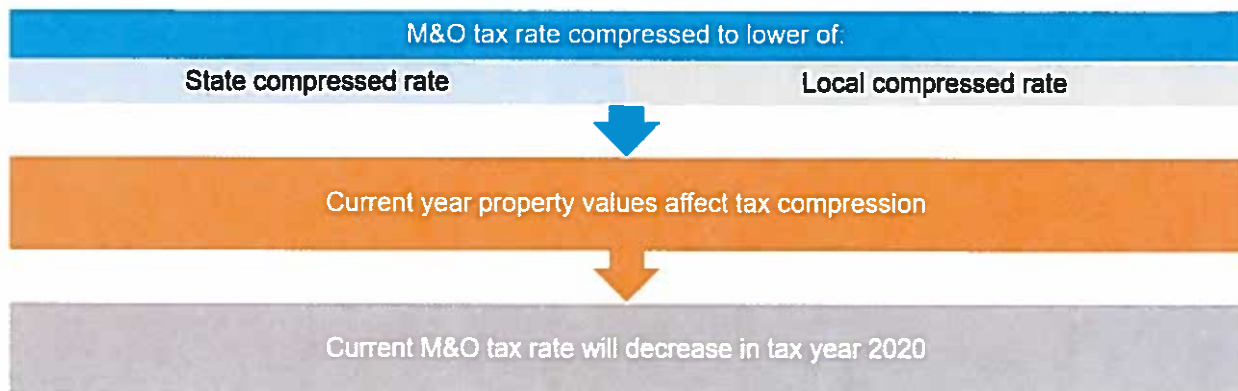 M&O tax rate compressed to lower of:
State compressed rate
Local compressed rate
Current year property values affect tax compression
Current M&O tax rate will decrease in tax year 2020